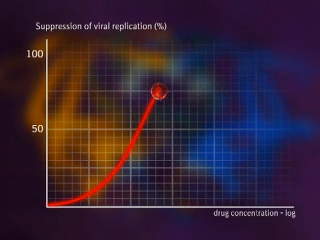 Suppression of viral replication (%)
100
50
drug concentration - log